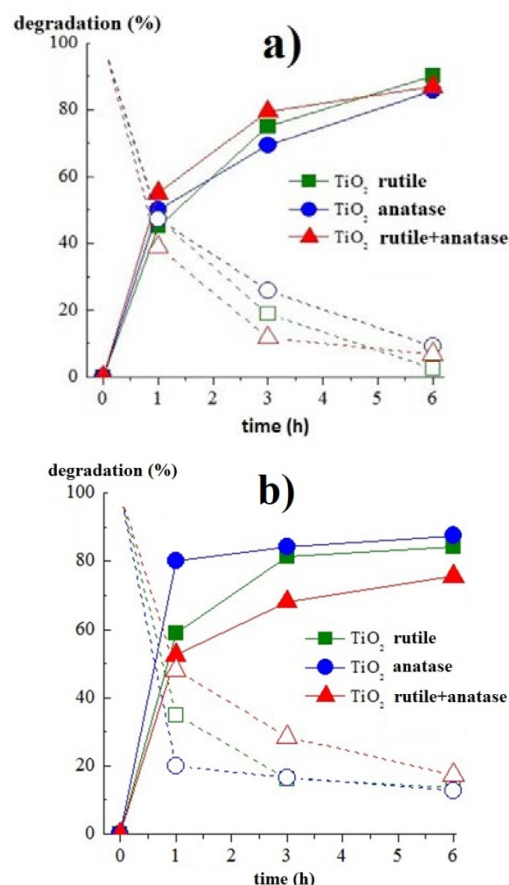 degradation (%)
a)
100
80
60
40
20
0
TiO2 rutile
TiO2 anatase
TiO2 rutile+anatase
0 1 2 3 4 5 6
time (h)
degradation (%)
b)
100
80
60
40
20
0
TiO2 rutile
TiO2 anatase
TiO2 rutile+anatase
0 1 2 3 4 5 6
time (h)